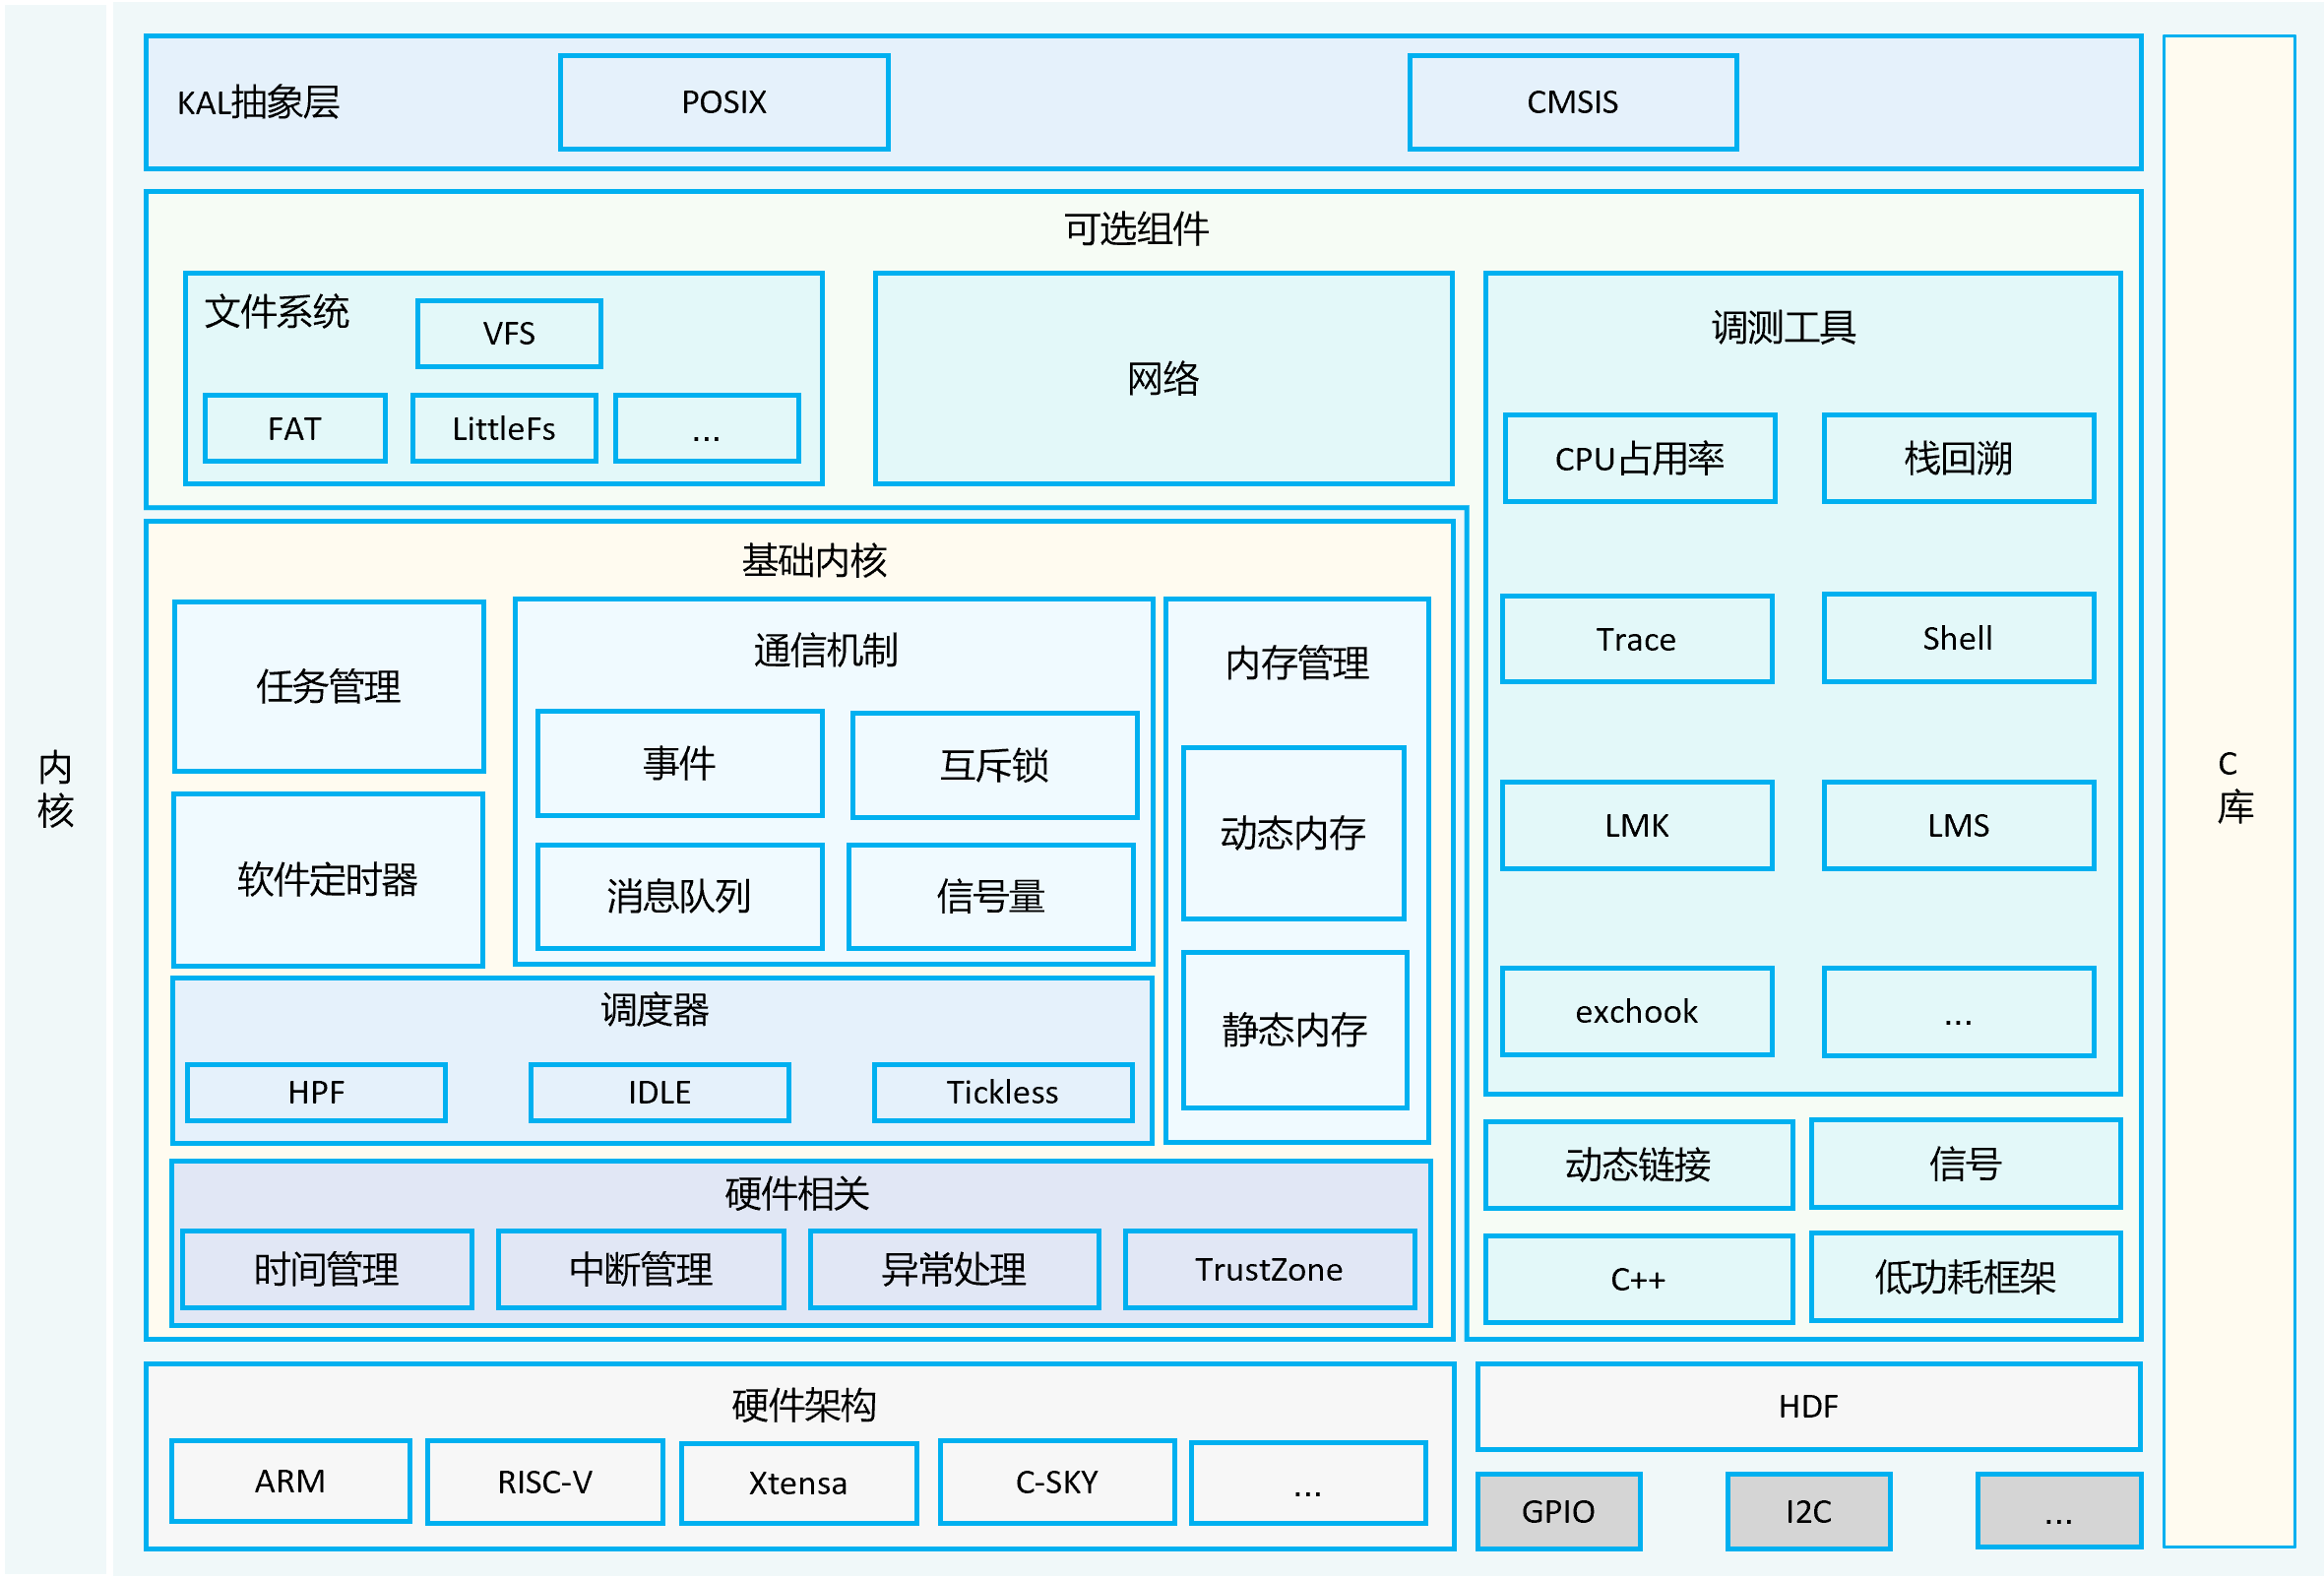 内
核
KAL抽象层
POSIX
CMSIS
可选组件
文件系统
VFS
FAT
LittleFs
...
网络
调测工具
CPU占用率
栈回溯
Trace
Shell
LMK
LMS
exchook
...
动态链接
信号
C++
低功耗框架
基础内核
任务管理
软件定时器
通信机制
事件
互斥锁
消息队列
信号量
内存管理
动态内存
静态内存
调度器
HPF
IDLE
Tickless
硬件相关
时间管理
中断管理
异常处理
TrustZone
硬件架构
ARM
RISC-V
Xtensa
C-SKY
...
HDF
GPIO
I2C
...
C
库